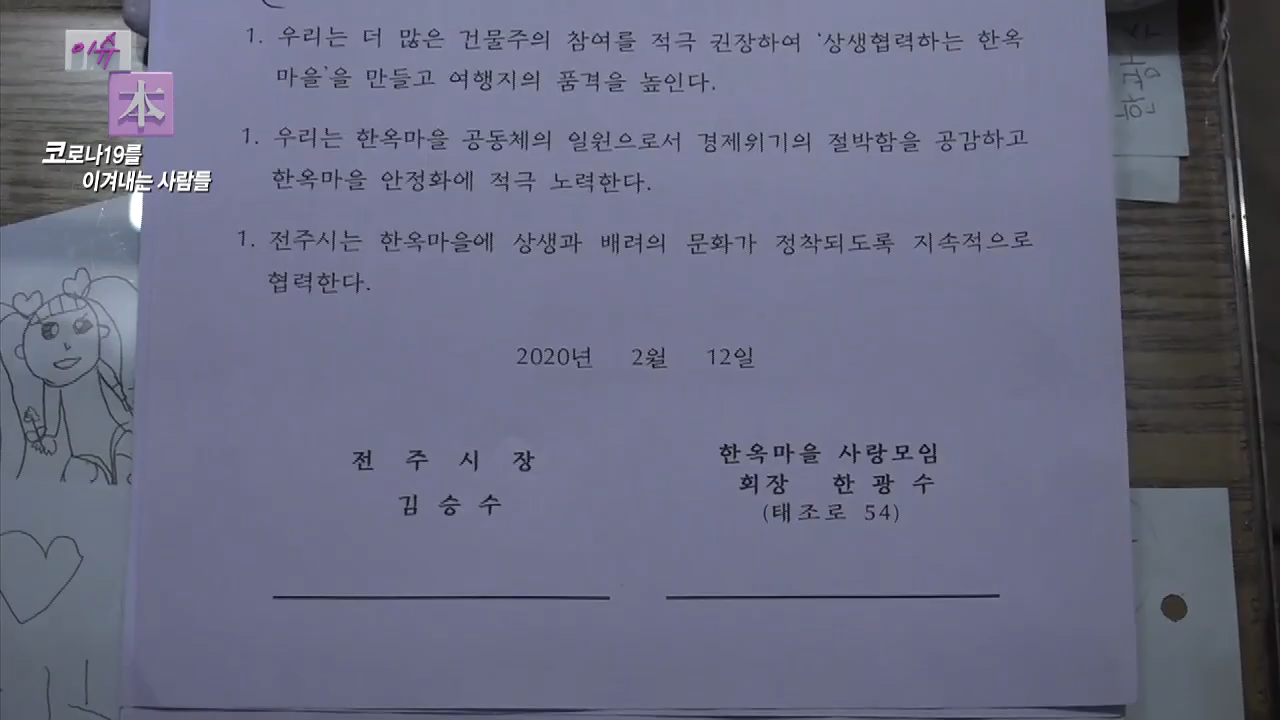 이슈
本
코로나19를
이겨내는 사람들
1. 우리는 더 많은 건물주의 참여를 적극 권장하여 '상생협력하는 한옥
마을'을 만들고 여행지의 품격을 높인다.
1. 우리는 한옥마을 공동체의 일원으로서 경제위기의 절박함을 공감하고
한옥마을 안정화에 적극 노력한다.
1. 전주시는 한옥마을에 상생과 배려의 문화가 정착되도록 지속적으로
협력한다.
2020년 2월 12일
전 주 시 장
김 승 수
한옥마을 사랑모임
회장 한 광 수
(태조로 54)